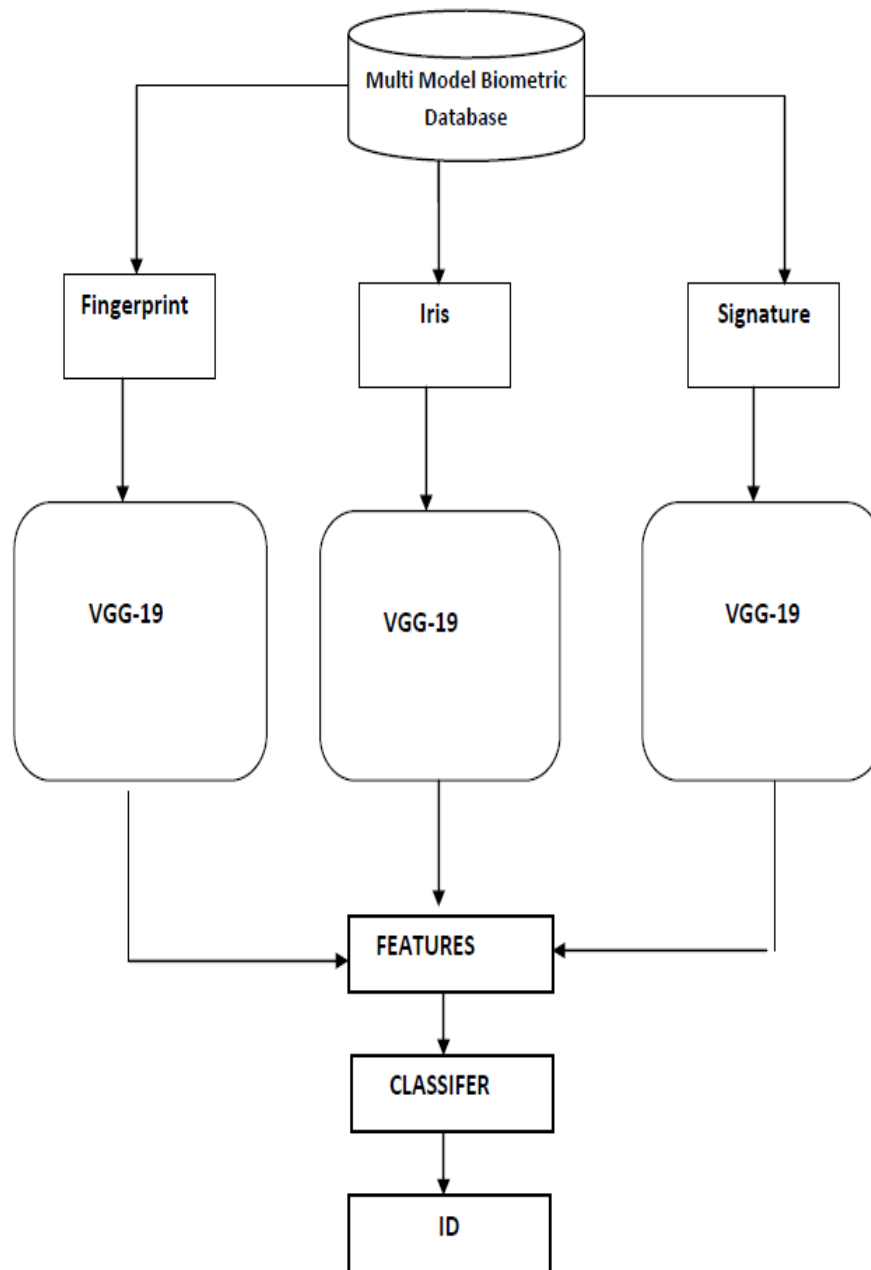 Multi Model Biometric
Database
Fingerprint
Iris
Signature
VGG-19
VGG-19
VGG-19
FEATURES
CLASSIFER
ID